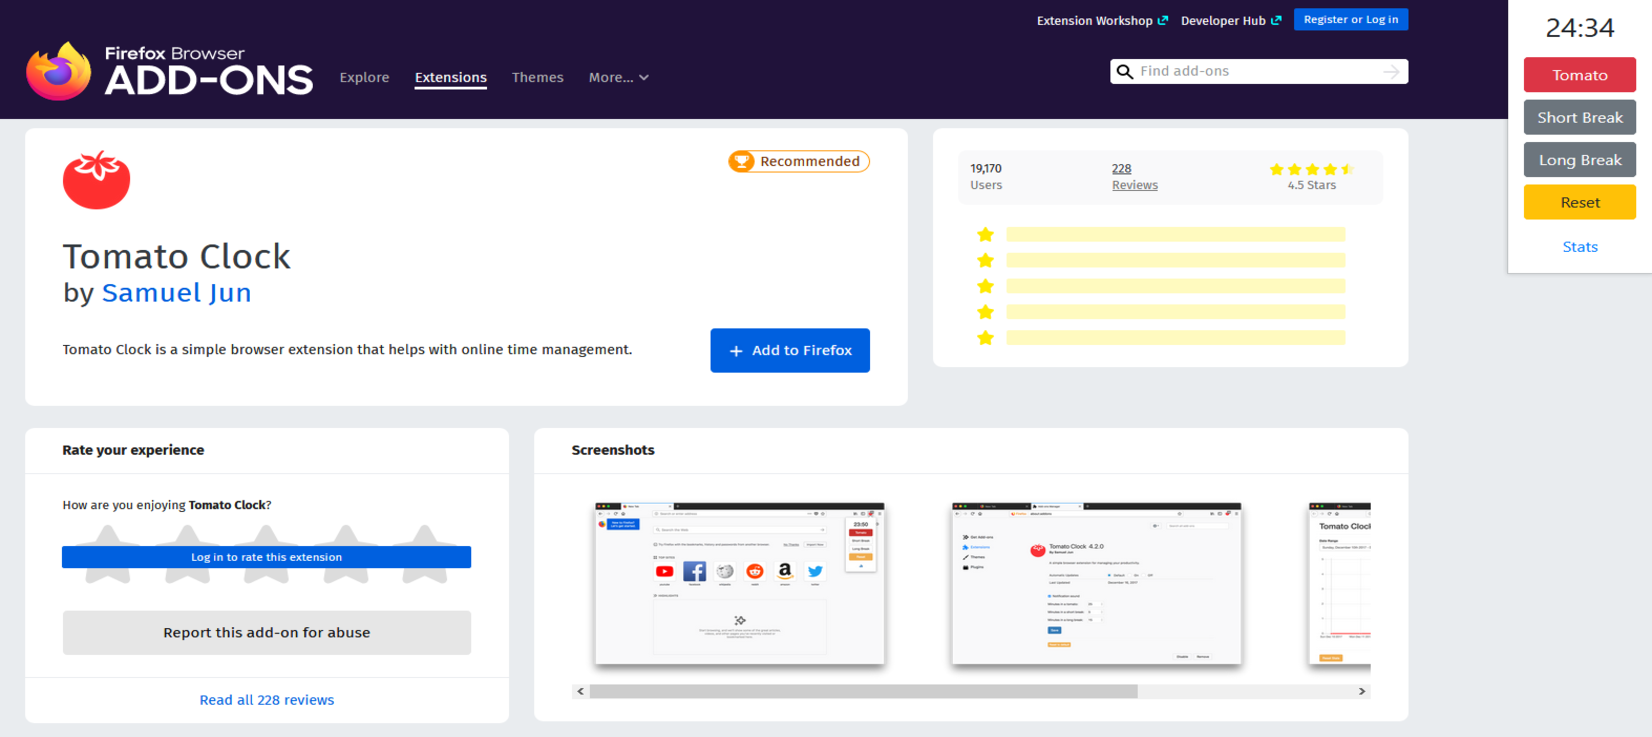 Extension Workshop Developer Hub Register or Log in
Firefox Browser
ADD-ONS
Explore Extensions Themes More...
Find add-ons
24:34
Tomato
Short Break
Long Break
Reset
Stats
Recommended
Tomato Clock
by Samuel Jun
Tomato Clock is a simple browser extension that helps with online time management.
Add to Firefox
19,170 228
Users Reviews 4.5 Stars
Rate your experience
How are you enjoying Tomato Clock?
Log in to rate this extension
Report this add-on for abuse
Read all 228 reviews
Screenshots
23:50
Tomato Clock 4.2.0
Tomato Cloc